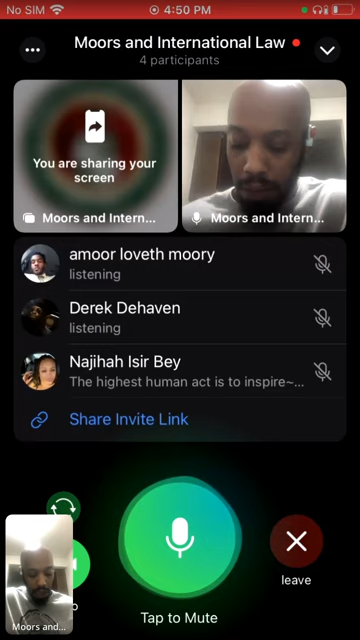 No SIM
4:50 PM
Moors and International Law
4 participants
You are sharing your
screen
Moors and Intern...
Moors and Intern...
amoor loveth moory
listening
Derek Dehaven
listening
Najihah Isir Bey
The highest human act is to inspire~...
Share Invite Link
leave
Moors and...
Tap to Mute